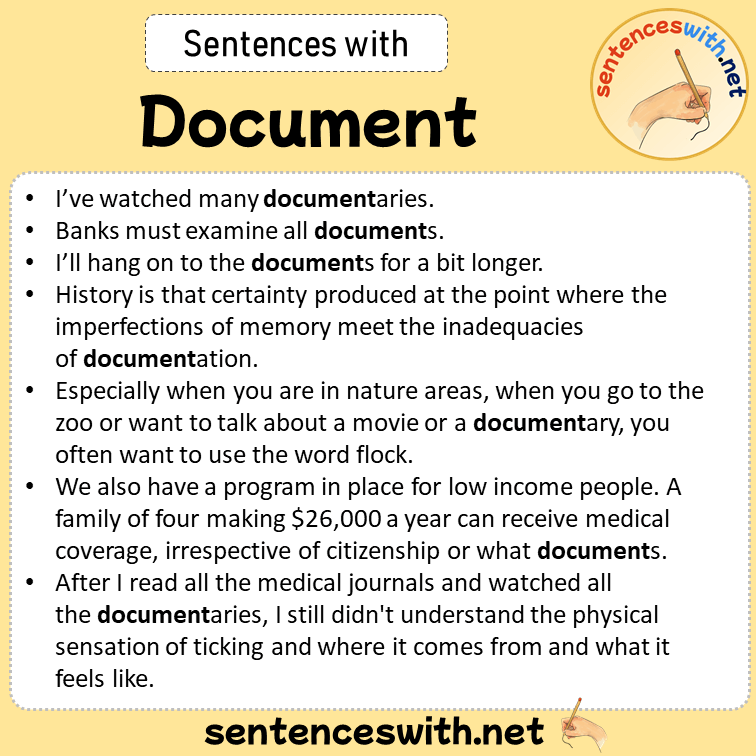 Sentences with
sentenceswith.net
Document
• I’ve watched many documentaries.
• Banks must examine all documents.
• I’ll hang on to the documents for a bit longer.
• History is that certainty produced at the point where the
imperfections of memory meet the inadequacies
of documentation.
• Especially when you are in nature areas, when you go to the
zoo or want to talk about a movie or a documentary, you
often want to use the word flock.
• We also have a program in place for low income people. A
family of four making $26,000 a year can receive medical
coverage, irrespective of citizenship or what documents.
• After I read all the medical journals and watched all
the documentaries, I still didn't understand the physical
sensation of ticking and where it comes from and what it
feels like.
sentenceswith.net